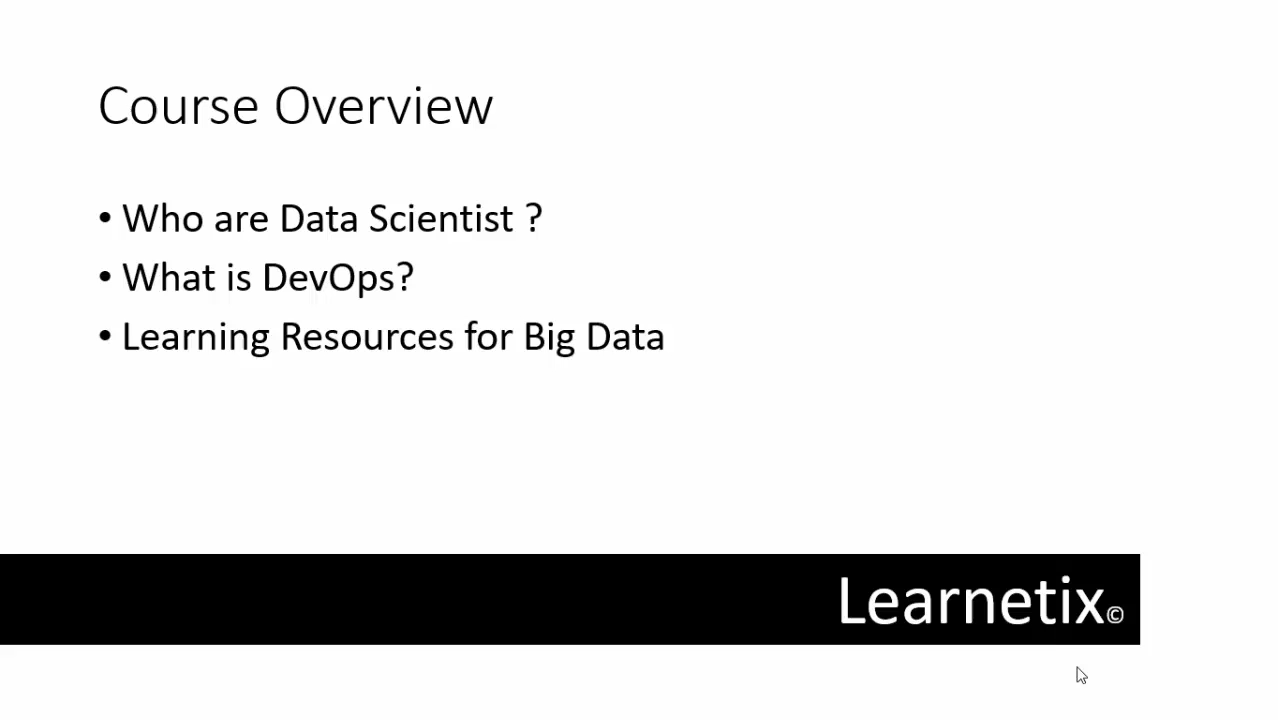 Course Overview
• Who are Data Scientist ?
• What is DevOps?
• Learning Resources for Big Data
Learnetix©